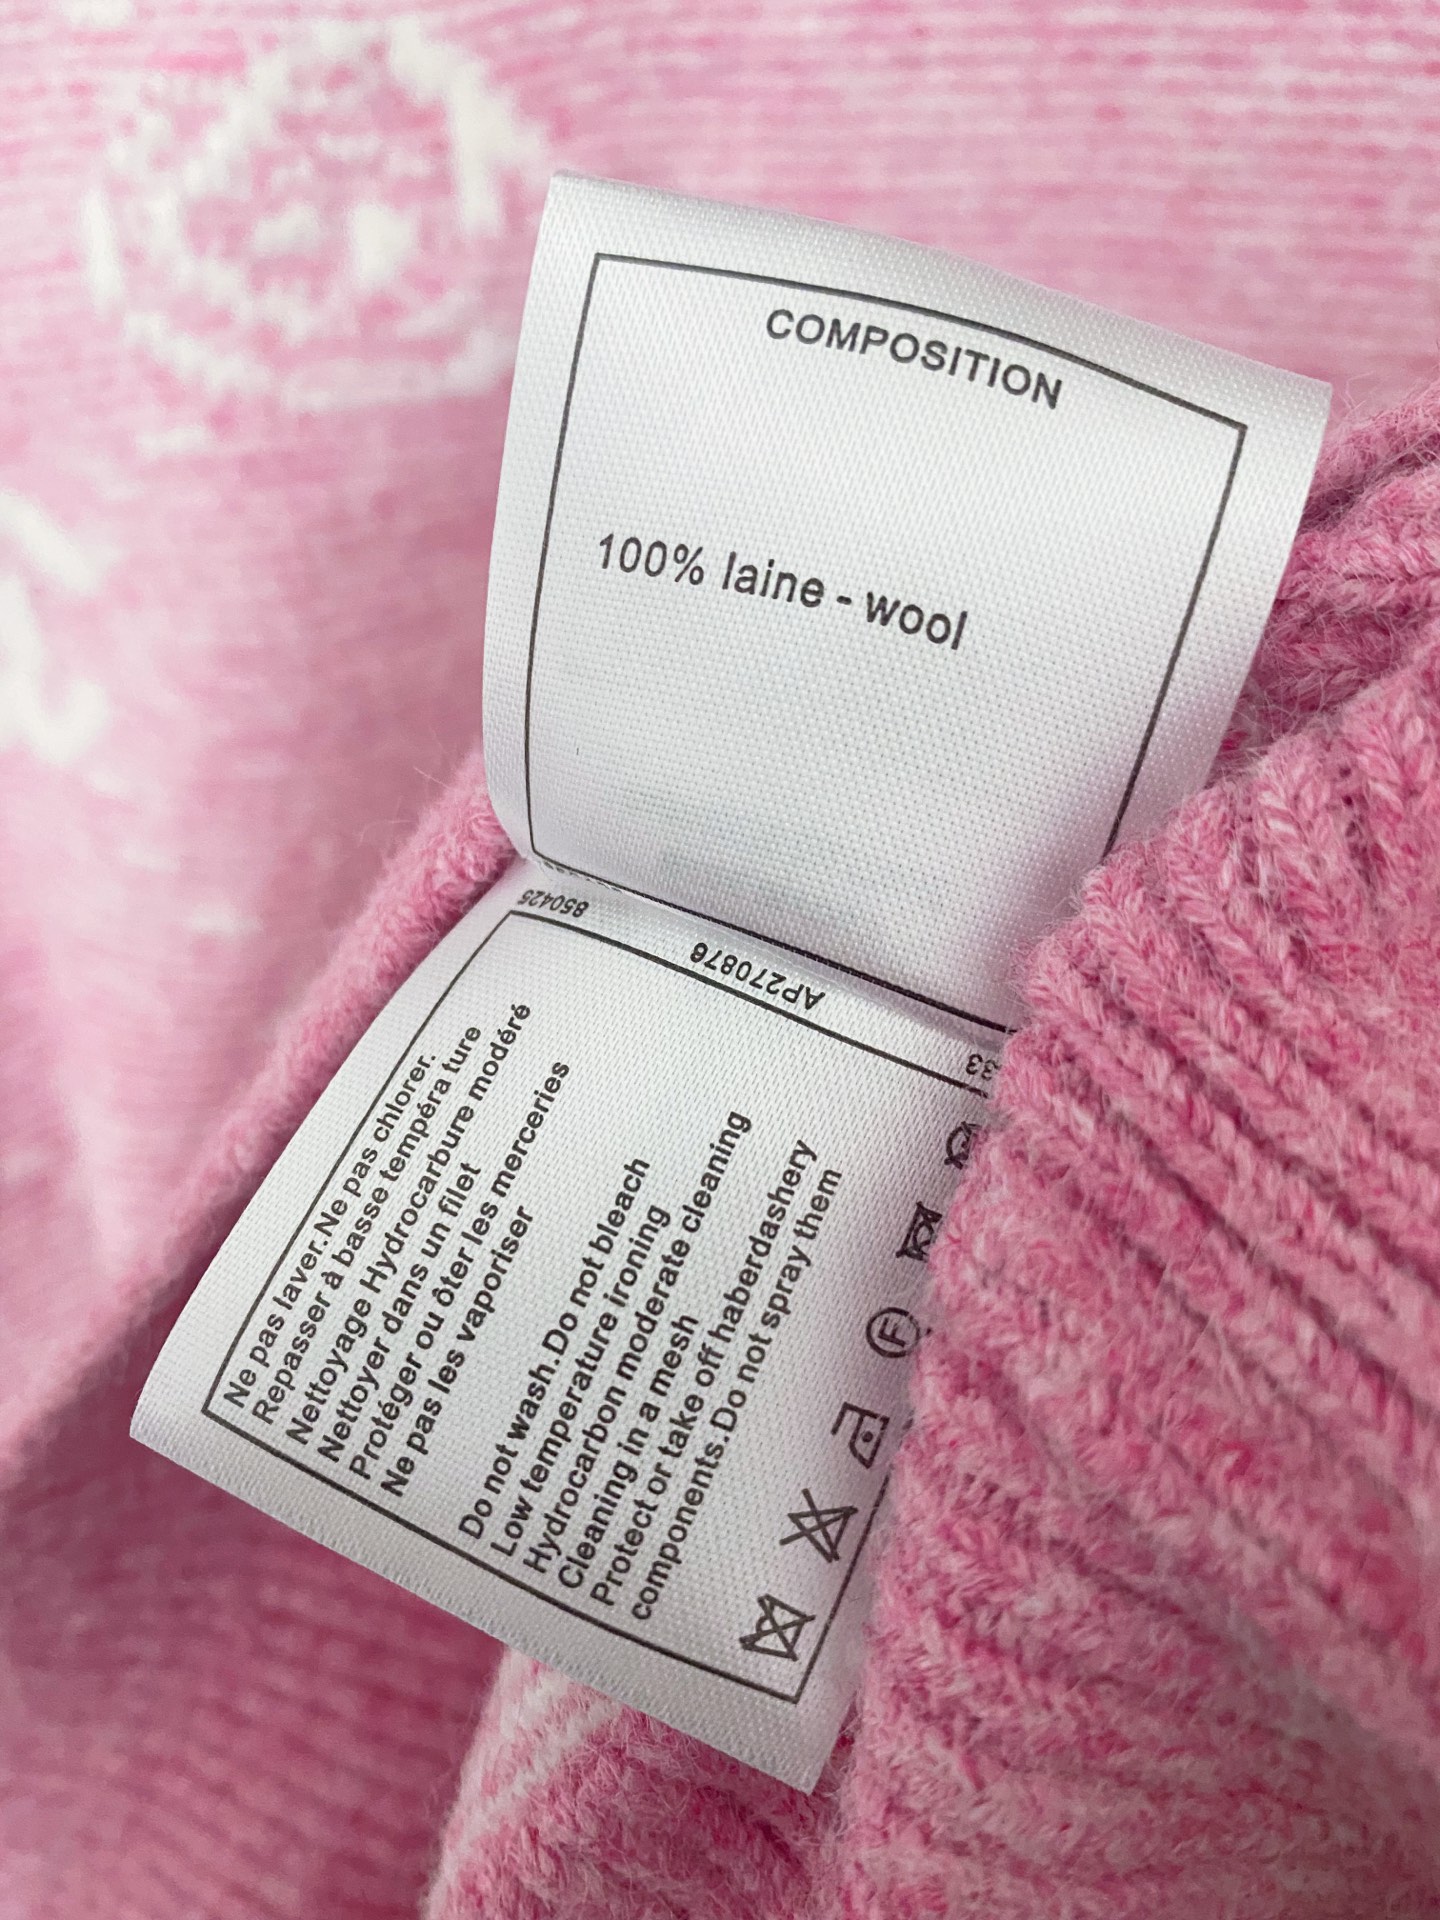 COMPOSITION
100% laine - wool
850425
AP270876
33
Ne pas laver.Ne pas chlorer.
Repasser à basse tempéra ture
Nettoyage Hydrocarbure modéré
Nettoyer dans un filet
Protéger ou ôter les merceries
Ne pas les vaporiser
Do not wash.Do not bleach
Low temperature ironing
Hydrocarbon moderate cleaning
Cleaning in a mesh
Protect or take off haberdashery
components.Do not spray them
F